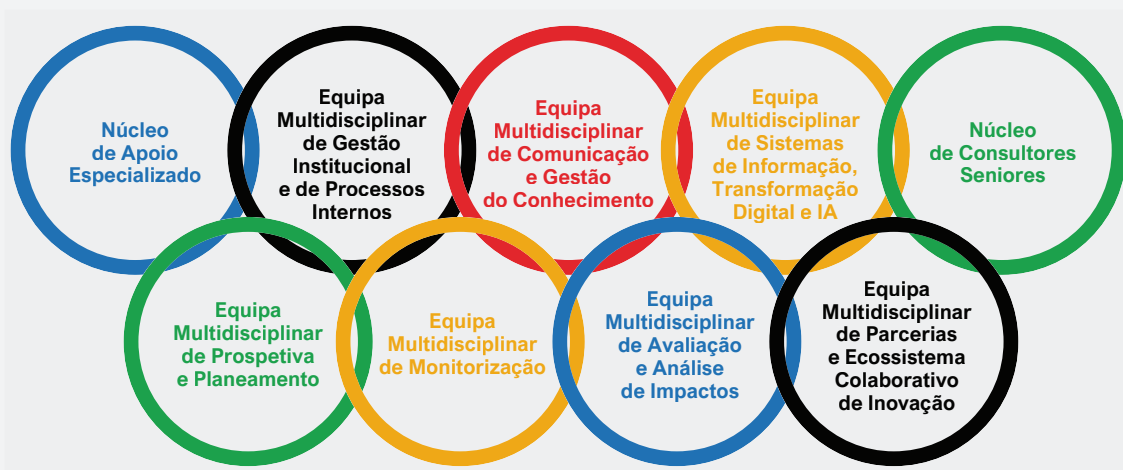 Núcleo
de Apoio
Especializado
Equipa
Multidisciplinar
de Gestão
Institucional
e de Processos
Internos
Equipa
Multidisciplinar
de Comunicação
e Gestão
do Conhecimento
Equipa
Multidisciplinar
de Sistemas
de Informação,
Transformação
Digital e IA
Núcleo
de Consultores
Seniores
Equipa
Multidisciplinar
de Prospetiva
e Planeamento
Equipa
Multidisciplinar
de Monitorização
Equipa
Multidisciplinar
de Avaliação
e Análise
de Impactos
Equipa
Multidisciplinar
de Parcerias
e Ecossistema
Colaborativo
de Inovação